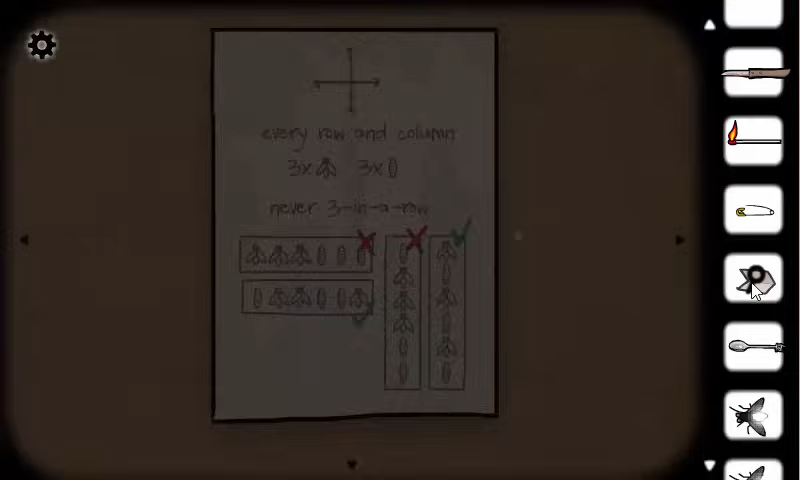 every row and column
3x 3x
never 3-in-a-row